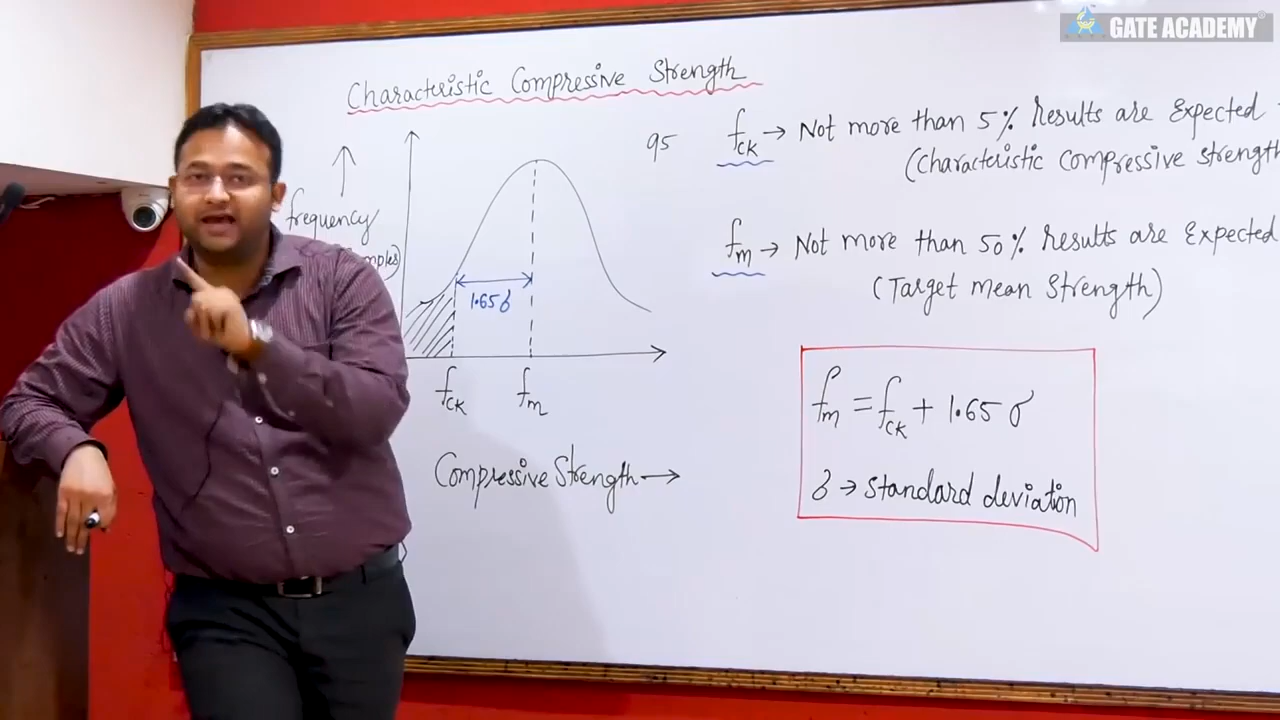 GATE ACADEMY
Characteristic Compressive Strength
95
fck → Not more than 5% Results are Expected
(Characteristic compressive strength
frequency
1.65σ
fm → Not more than 50% Results are Expected
(Target mean Strength)
fck
fm
fm = fck + 1.65 σ
Compressive Strength →
σ → standard deviation